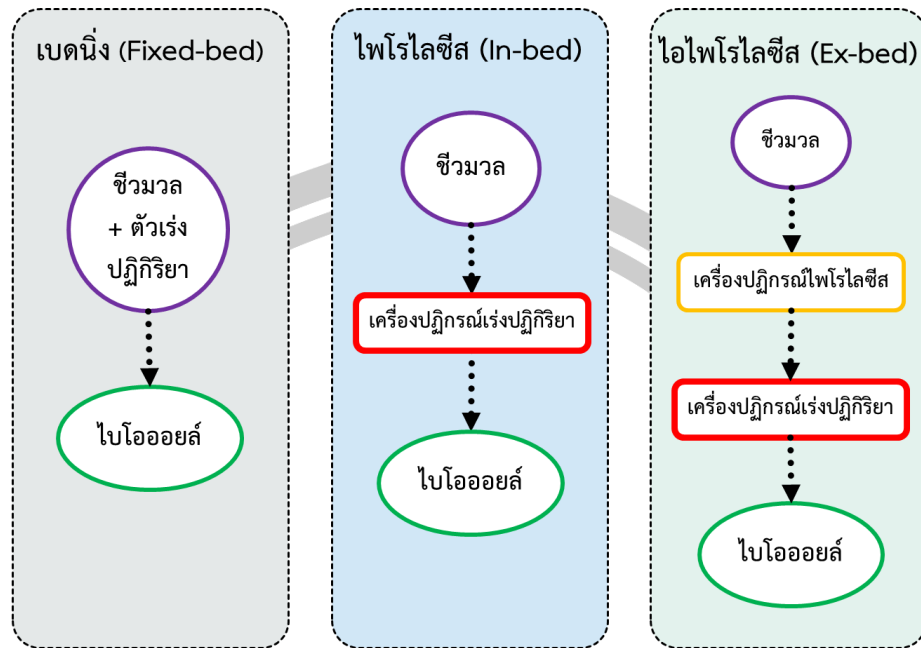 เบดนิ่ง (Fixed-bed)
ชีวมวล
+ ตัวเร่ง
ปฏิกิริยา
ไบโอออยล์
ไพโรไลซีส (In-bed)
ชีวมวล
เครื่องปฏิกรณ์เร่งปฏิกิริยา
ไบโอออยล์
ไอไพโรไลซีส (Ex-bed)
ชีวมวล
เครื่องปฏิกรณ์ไพโรไลซีส
เครื่องปฏิกรณ์เร่งปฏิกิริยา
ไบโอออยล์